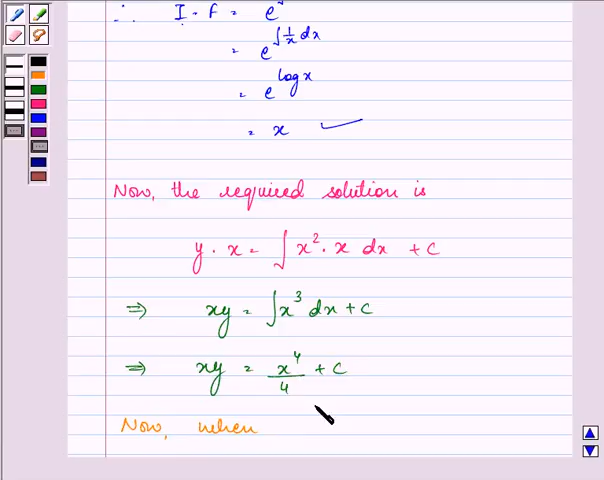 ∴ I·F = e^∫
= e^∫ 1/x dx
= e^log x
= x
Now, the required solution is
y · x = ∫ x² · x dx + c
⇒ xy = ∫ x³ dx + c
⇒ xy = x⁴/4 + c
Now, when